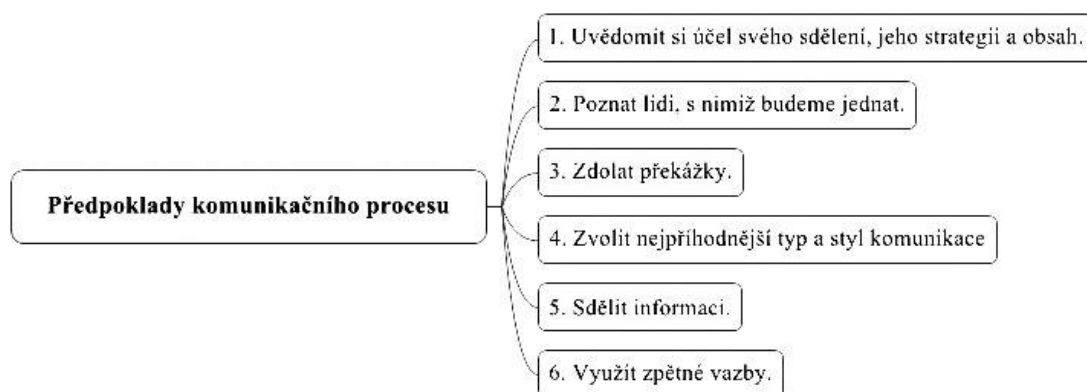 Předpoklady komunikačního procesu
1. Uvědomit si účel svého sdělení, jeho strategii a obsah.
2. Poznat lidi, s nimiž budeme jednat.
3. Zdolat překážky.
4. Zvolit nejpříhodnější typ a styl komunikace
5. Sdělit informaci.
6. Využít zpětné vazby.